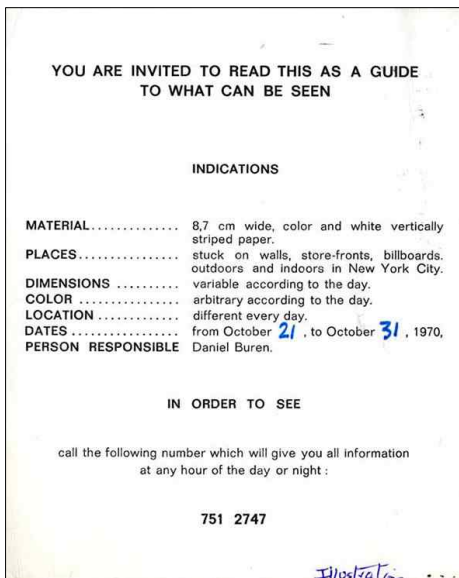 YOU ARE INVITED TO READ THIS AS A GUIDE
TO WHAT CAN BE SEEN
INDICATIONS
MATERIAL.............. 8,7 cm wide, color and white vertically
striped paper.
PLACES................ stuck on walls, store-fronts, billboards.
outdoors and indoors in New York City.
DIMENSIONS .......... variable according to the day.
COLOR ................ arbitrary according to the day.
LOCATION ............. different every day.
DATES ................. from October 21 , to October 31 , 1970,
PERSON RESPONSIBLE Daniel Buren.
IN ORDER TO SEE
call the following number which will give you all information
at any hour of the day or night :
751 2747